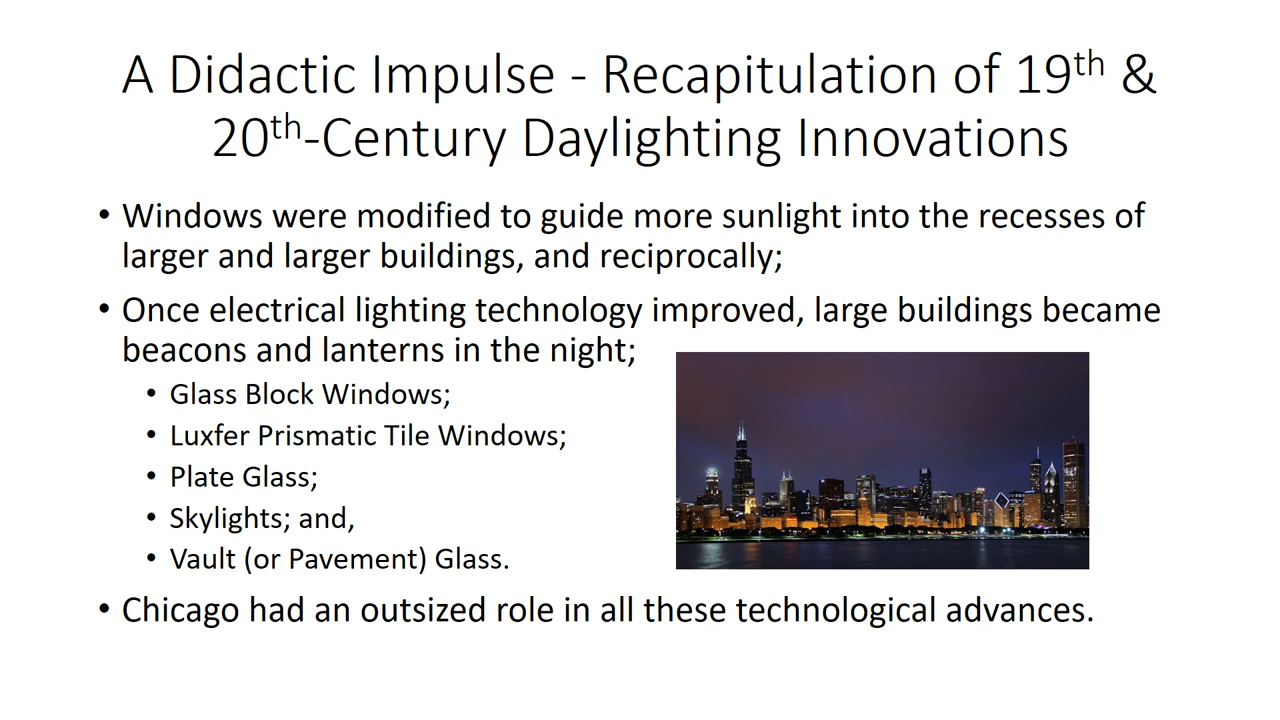 A Didactic Impulse - Recapitulation of 19th &
20th-Century Daylighting Innovations
• Windows were modified to guide more sunlight into the recesses of
larger and larger buildings, and reciprocally;
• Once electrical lighting technology improved, large buildings became
beacons and lanterns in the night;
• Glass Block Windows;
• Luxfer Prismatic Tile Windows;
• Plate Glass;
• Skylights; and,
• Vault (or Pavement) Glass.
• Chicago had an outsized role in all these technological advances.